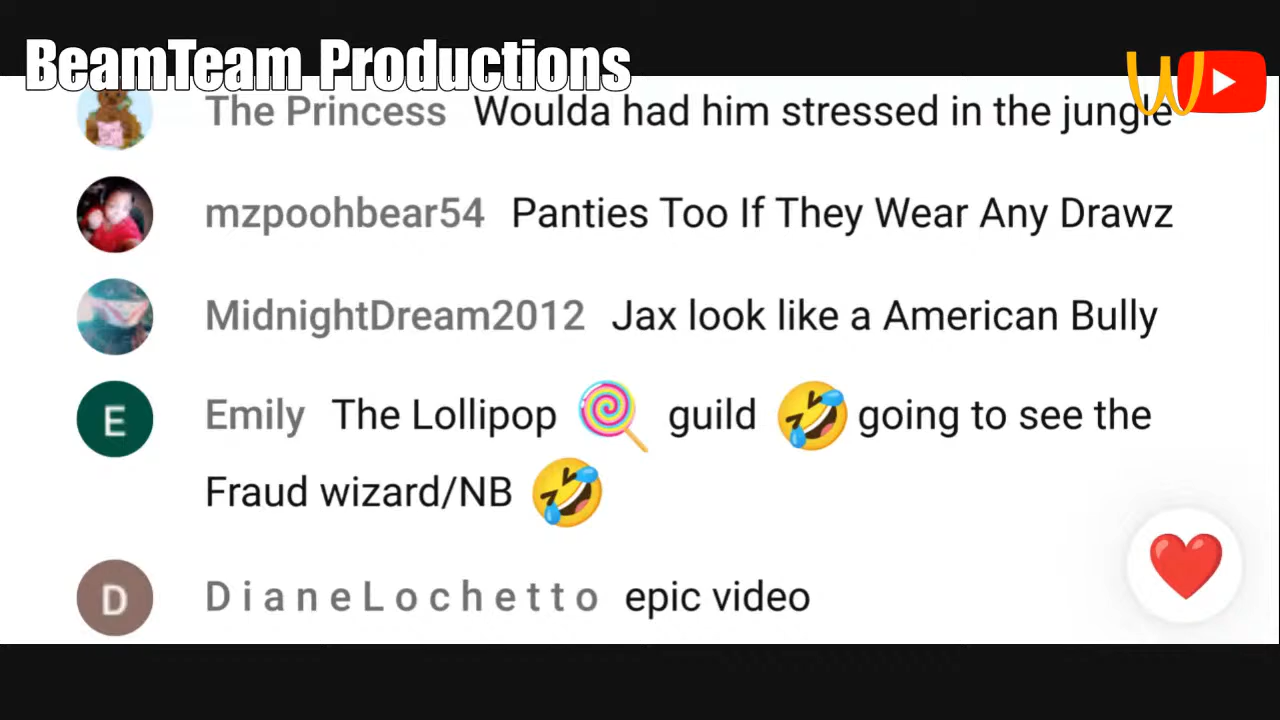 BeamTeam Productions
W
The Princess Woulda had him stressed in the jungle
mzpoohbear54 Panties Too If They Wear Any Drawz
MidnightDream2012 Jax look like a American Bully
E Emily The Lollipop 🍭 guild 🤣 going to see the
Fraud wizard/NB 🤣
D D i a n e L o c h e t t o epic video